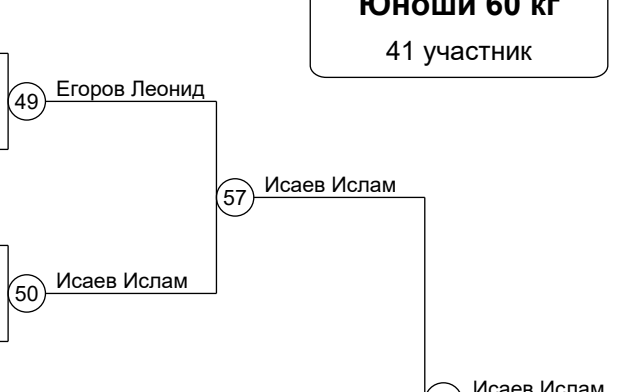 Юноши 60 кг
41 участник
49 Егоров Леонид
57 Исаев Ислам
50 Исаев Ислам
Исаев Ислам